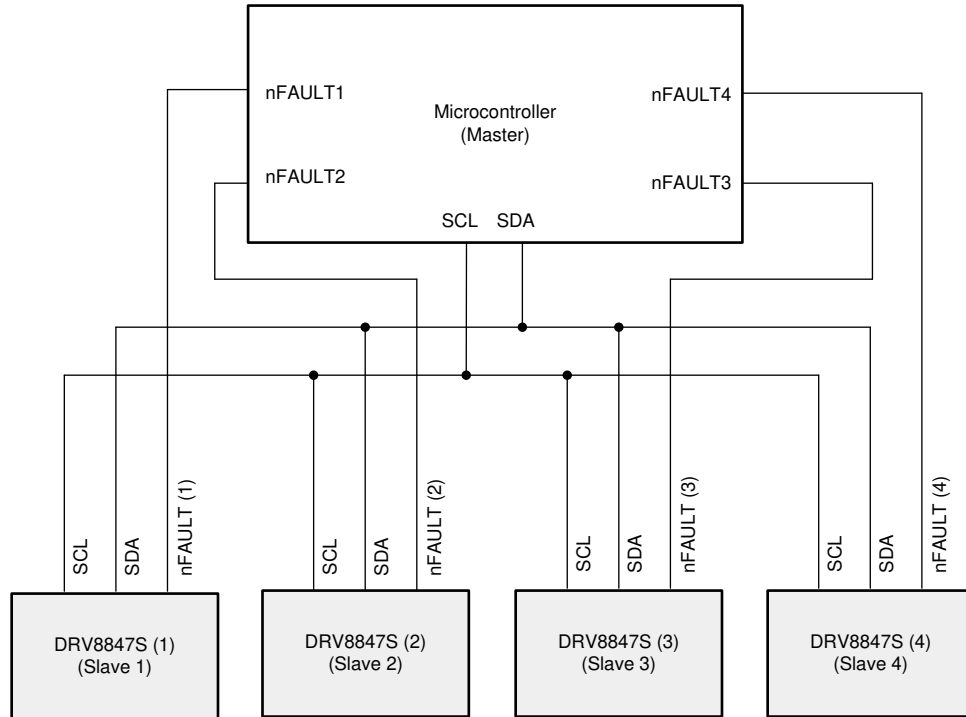 nFAULT1
nFAULT4
Microcontroller
(Master)
nFAULT2
nFAULT3
SCL SDA
SCL
SDA
nFAULT (1)
SCL
SDA
nFAULT (2)
SCL
SDA
nFAULT (3)
SCL
SDA
nFAULT (4)
DRV8847S (1)
(Slave 1)
DRV8847S (2)
(Slave 2)
DRV8847S (3)
(Slave 3)
DRV8847S (4)
(Slave 4)